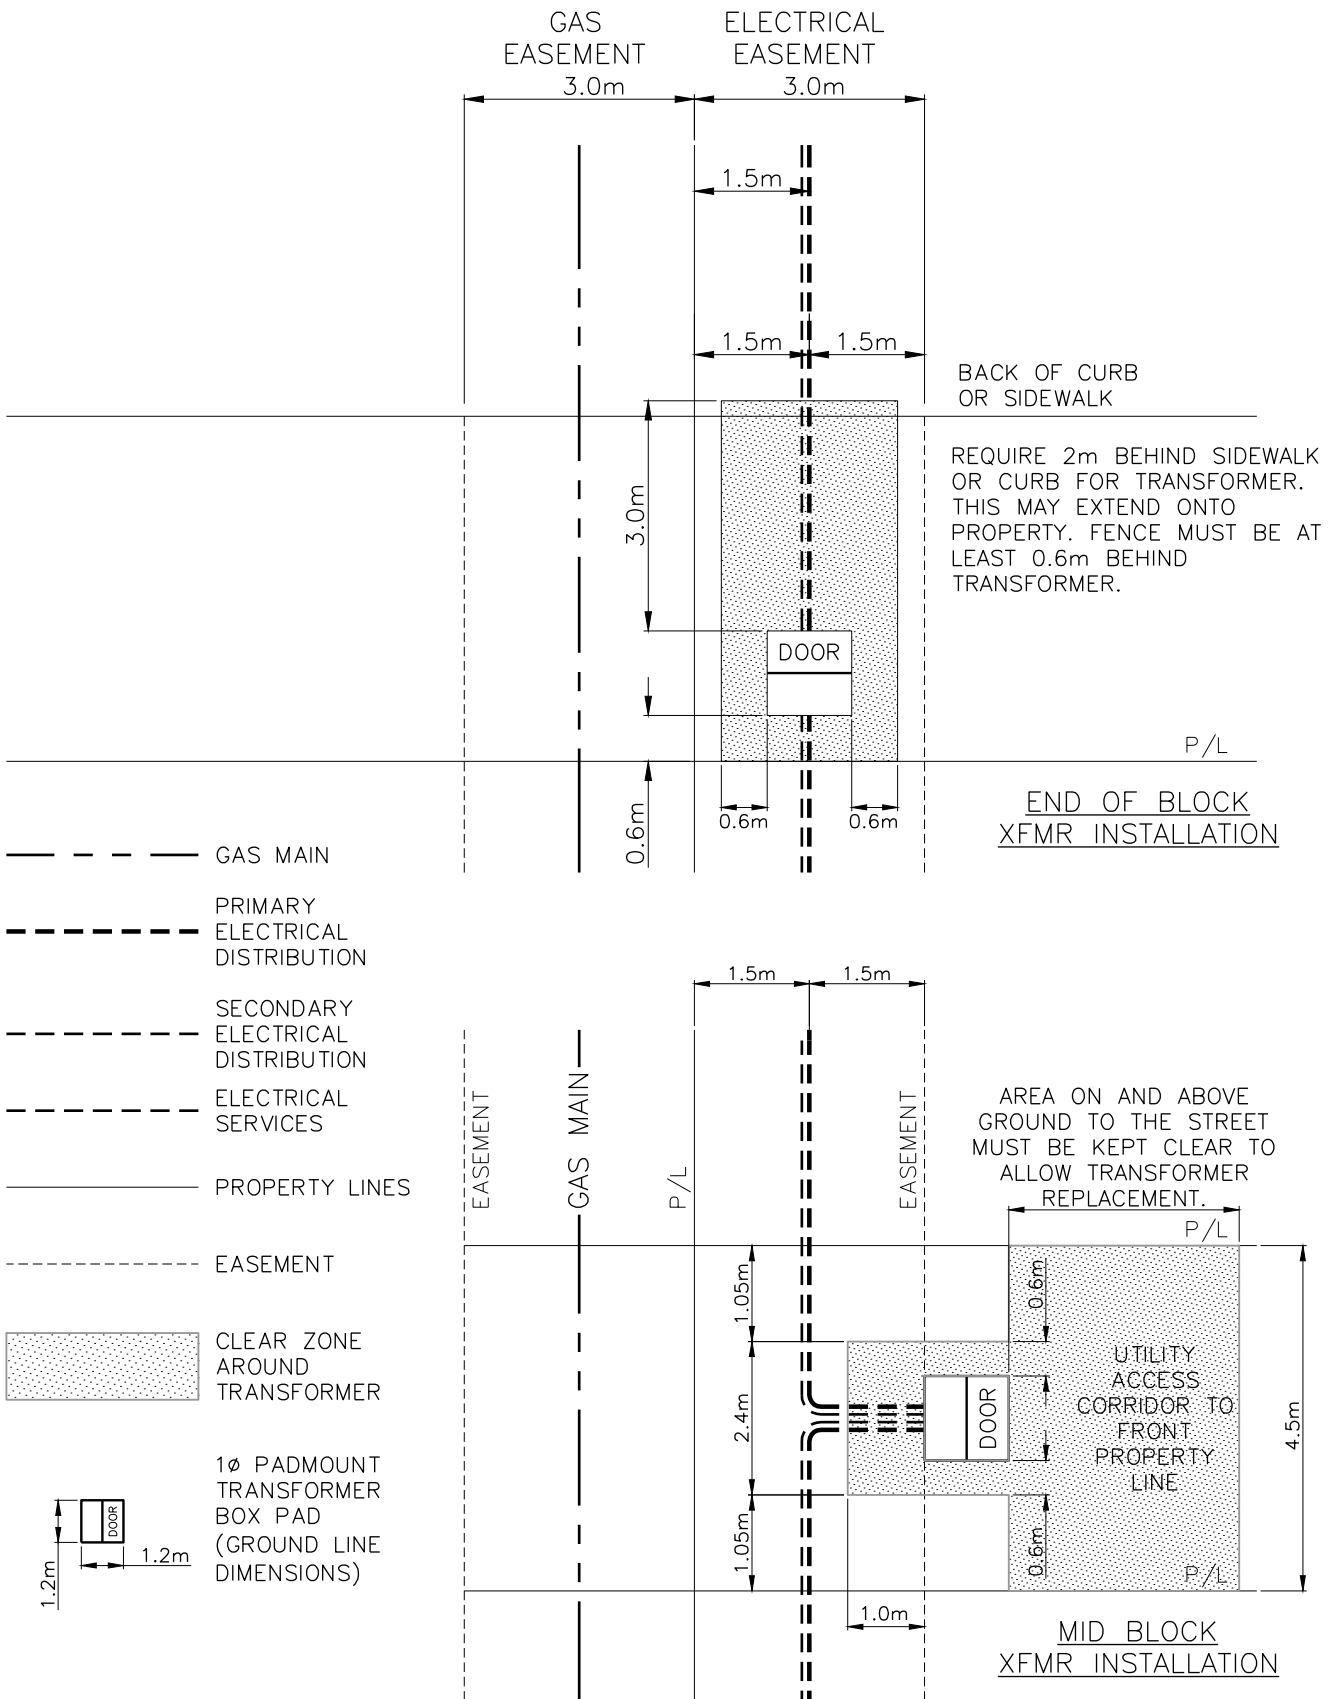 GAS
EASEMENT
3.0m
ELECTRICAL
EASEMENT
3.0m
1.5m
1.5m
1.5m
BACK OF CURB
OR SIDEWALK
REQUIRE 2m BEHIND SIDEWALK
OR CURB FOR TRANSFORMER.
THIS MAY EXTEND ONTO
PROPERTY. FENCE MUST BE AT
LEAST 0.6m BEHIND
TRANSFORMER.
3.0m
DOOR
P/L
0.6m
0.6m
0.6m
END OF BLOCK
XFMR INSTALLATION
GAS MAIN
PRIMARY
ELECTRICAL
DISTRIBUTION
SECONDARY
ELECTRICAL
DISTRIBUTION
ELECTRICAL
SERVICES
PROPERTY LINES
EASEMENT
CLEAR ZONE
AROUND
TRANSFORMER
1ø PADMOUNT
TRANSFORMER
BOX PAD
(GROUND LINE
DIMENSIONS)
DOOR
1.2m
1.2m
1.5m
1.5m
EASEMENT
GAS MAIN
P/L
EASEMENT
AREA ON AND ABOVE
GROUND TO THE STREET
MUST BE KEPT CLEAR TO
ALLOW TRANSFORMER
REPLACEMENT.
P/L
1.05m
0.6m
2.4m
DOOR
UTILITY
ACCESS
CORRIDOR TO
FRONT
PROPERTY
LINE
4.5m
1.05m
0.6m
P/L
1.0m
MID BLOCK
XFMR INSTALLATION